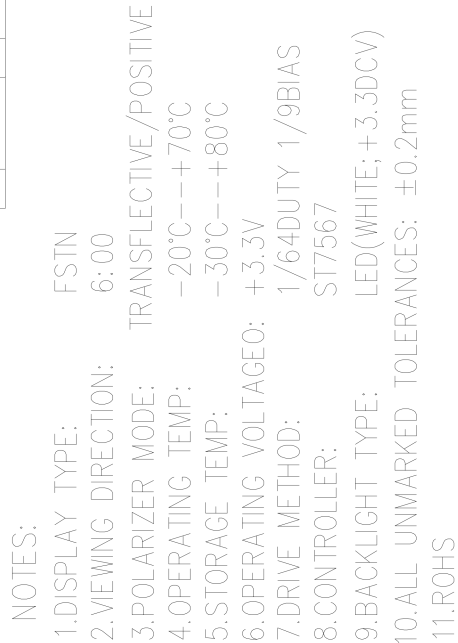 NOTES:
1.DISPLAY TYPE: FSTN
2.VIEWING DIRECTION: 6:00
3.POLARIZER MODE: TRANSFLECTIVE/POSITIVE
4.OPERATING TEMP: -20°C--+70°C
5.STORAGE TEMP: -30°C--+80°C
6.OPERATING VOLTAGEO: +3.3V
7.DRIVE METHOD: 1/64DUTY 1/9BIAS
8.CONTROLLER: ST7567
9.BACKLIGHT TYPE: LED(WHITE;+3.3DCV)
10.ALL UNMARKED TOLERANCES: ±0.2mm
11.ROHS